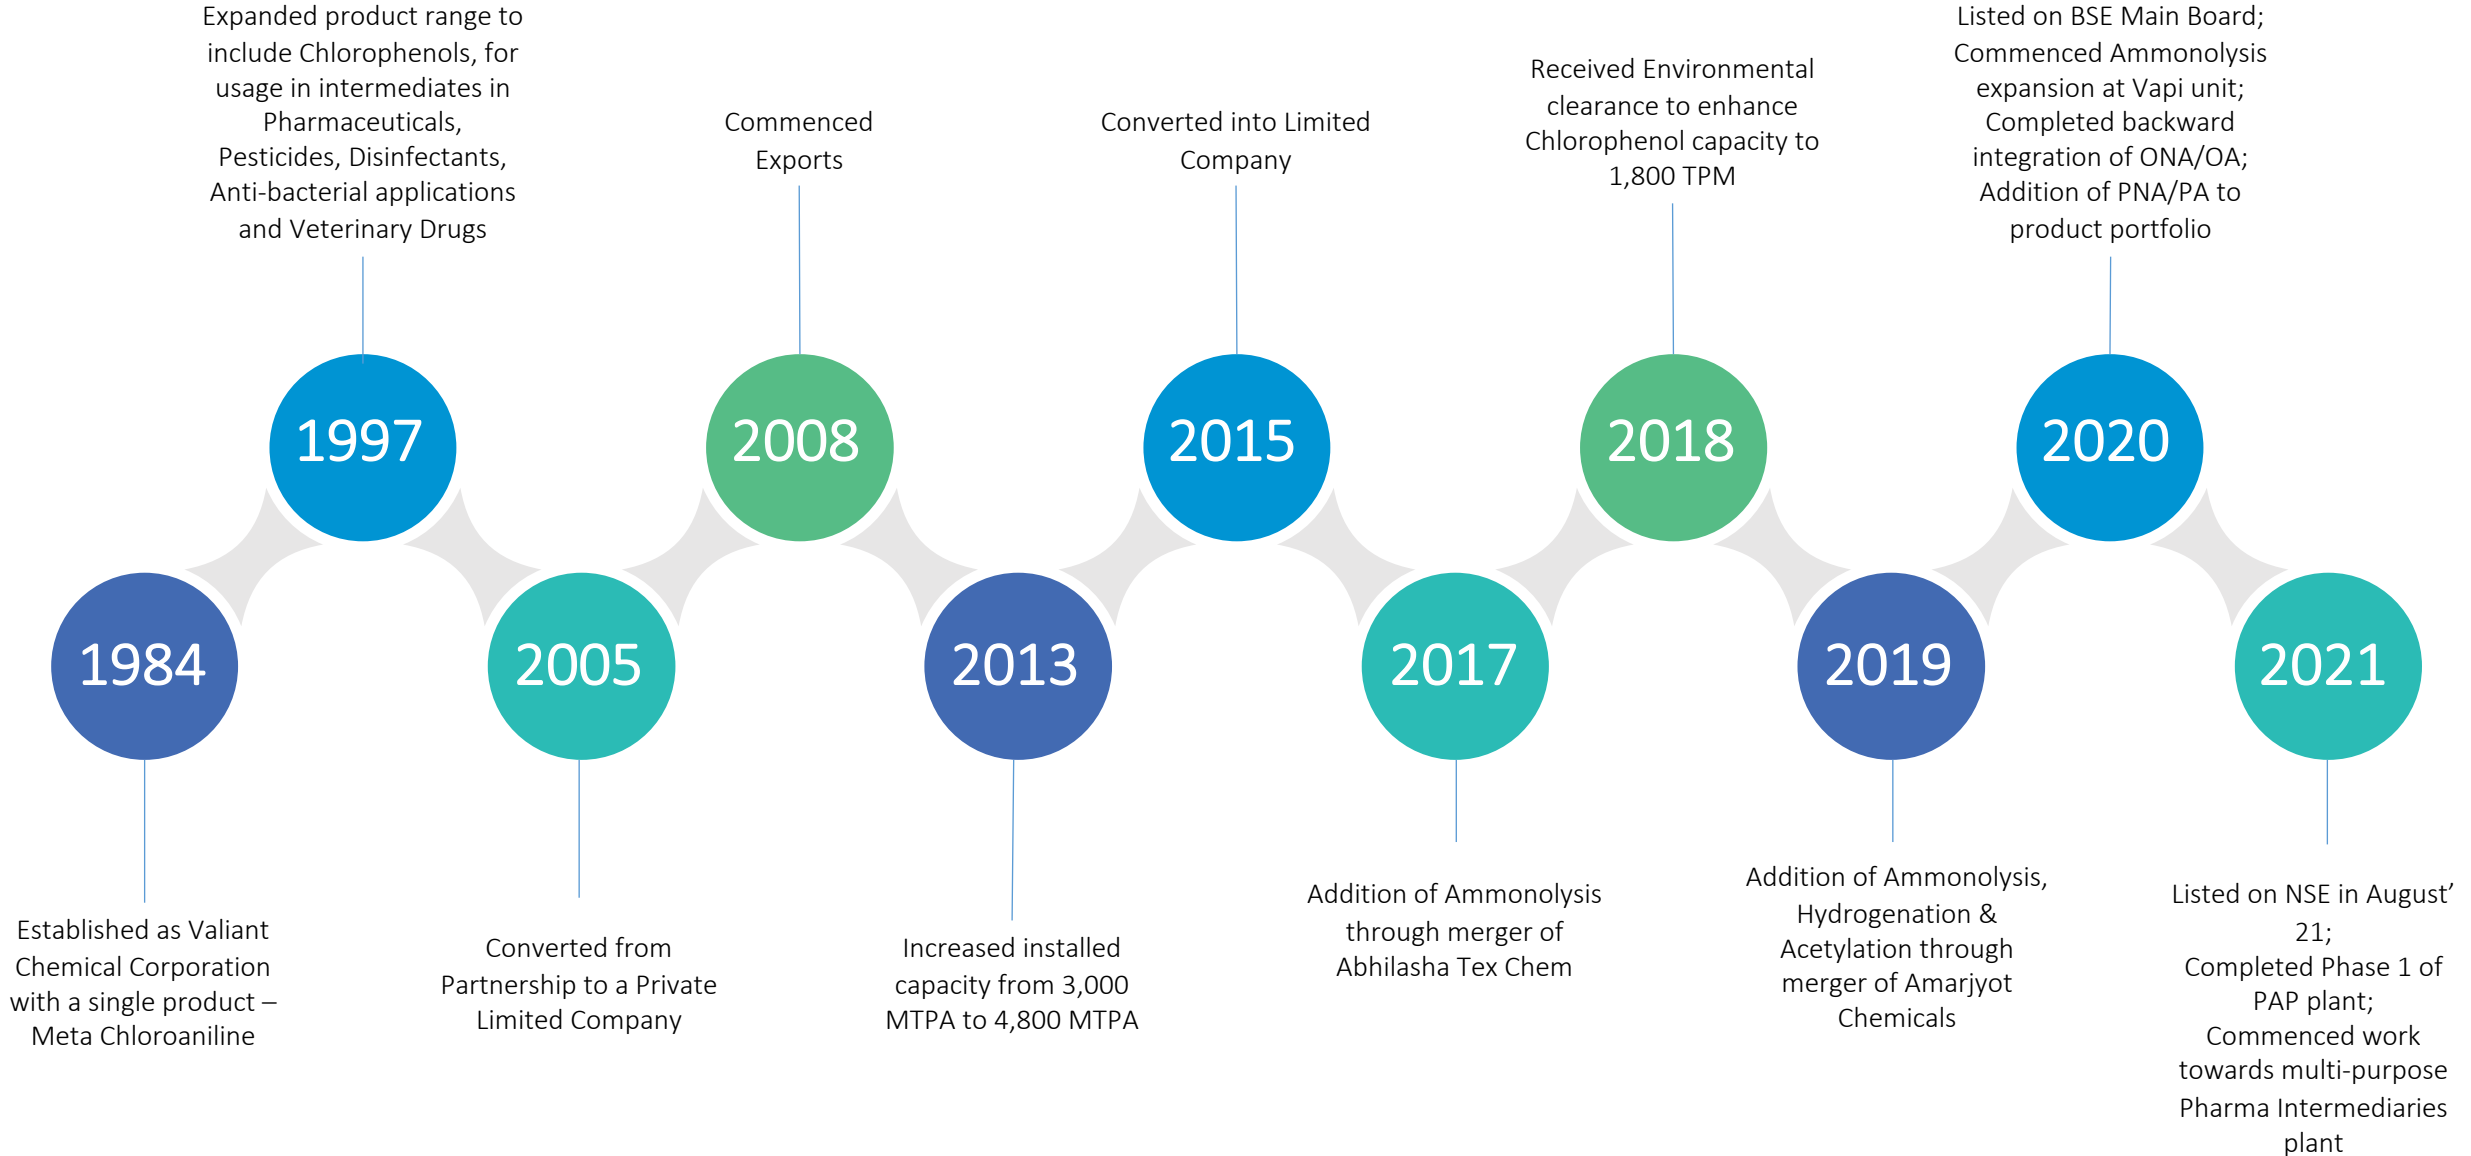 Expanded product range to
include Chlorophenols, for
usage in intermediates in
Pharmaceuticals,
Pesticides, Disinfectants,
Anti-bacterial applications
and Veterinary Drugs
Commenced
Exports
Converted into Limited
Company
Received Environmental
clearance to enhance
Chlorophenol capacity to
1,800 TPM
Listed on BSE Main Board;
Commenced Ammonolysis
expansion at Vapi unit;
Completed backward
integration of ONA/OA;
Addition of PNA/PA to
product portfolio
1997
2008
2015
2018
2020
1984
2005
2013
2017
2019
2021
Established as Valiant
Chemical Corporation
with a single product –
Meta Chloroaniline
Converted from
Partnership to a Private
Limited Company
Increased installed
capacity from 3,000
MTPA to 4,800 MTPA
Addition of Ammonolysis
through merger of
Abhilasha Tex Chem
Addition of Ammonolysis,
Hydrogenation &
Acetylation through
merger of Amarjyot
Chemicals
Listed on NSE in August’
21;
Completed Phase 1 of
PAP plant;
Commenced work
towards multi-purpose
Pharma Intermediaries
plant